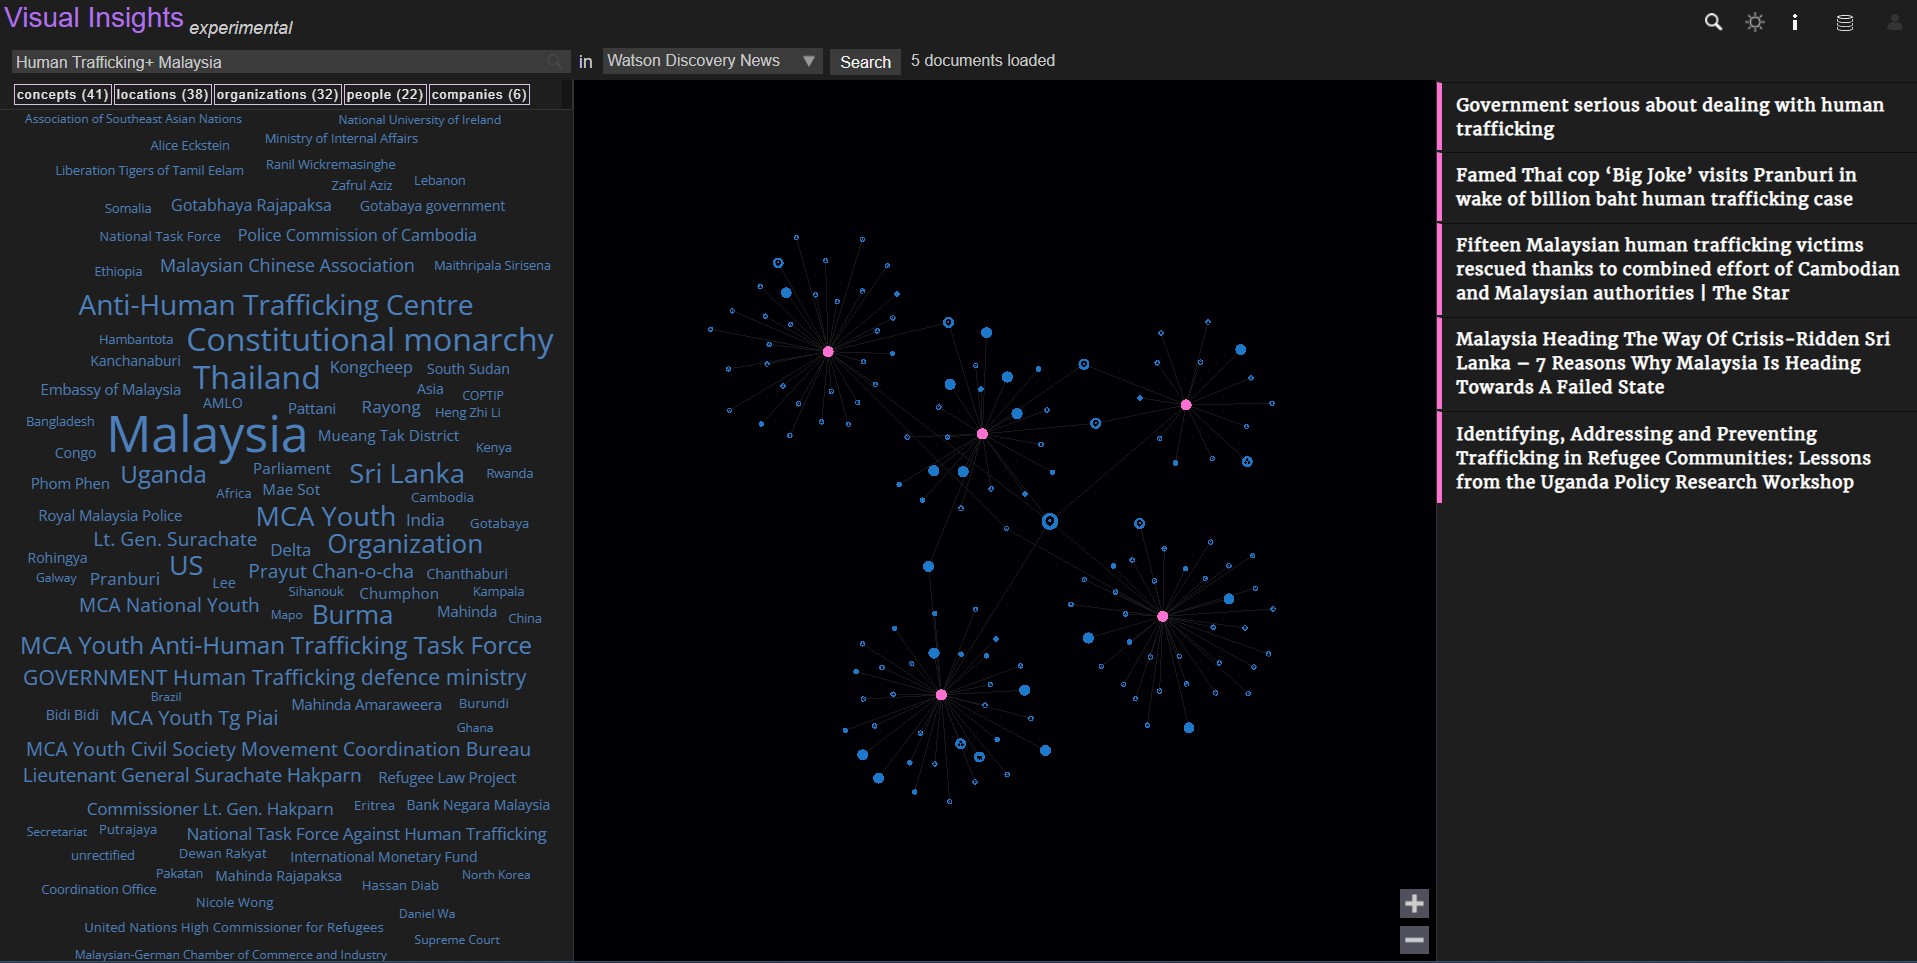 Visual Insights experimental
Human Trafficking+ Malaysia in Watson Discovery News Search 5 documents loaded
concepts (41) locations (38) organizations (32) people (22) companies (6)
Association of Southeast Asian Nations National University of Ireland
Alice Eckstein Ministry of Internal Affairs
Liberation Tigers of Tamil Eelam Ranil Wickremasinghe
Zafrul Aziz Lebanon
Somalia Gotabhaya Rajapaksa Gotabaya government
National Task Force Police Commission of Cambodia
Ethiopia Malaysian Chinese Association Maithripala Sirisena
Anti-Human Trafficking Centre
Hambantota Constitutional monarchy
Kanchanaburi Thailand Kongcheep South Sudan
Embassy of Malaysia Asia COPTIP
AMLO Pattani Rayong Heng Zhi Li
Bangladesh Malaysia Mueang Tak District
Congo Kenya
Uganda Parliament Sri Lanka Rwanda
Phom Phen Africa Mae Sot Cambodia
Royal Malaysia Police MCA Youth India Gotabaya
Lt. Gen. Surachate Delta Organization
Rohingya US
Galway Pranburi Lee Prayut Chan-o-cha Chanthaburi
Sihanouk Chumphon Kampala
MCA National Youth Mapo Burma Mahinda China
MCA Youth Anti-Human Trafficking Task Force
GOVERNMENT Human Trafficking defence ministry
Brazil
Bidi Bidi MCA Youth Tg Piai Mahinda Amaraweera Burundi
Ghana
MCA Youth Civil Society Movement Coordination Bureau
Lieutenant General Surachate Hakparn Refugee Law Project
Commissioner Lt. Gen. Hakparn Eritrea Bank Negara Malaysia
Secretariat Putrajaya National Task Force Against Human Trafficking
unrectified Dewan Rakyat International Monetary Fund
Pakatan Mahinda Rajapaksa North Korea
Coordination Office Hassan Diab
Nicole Wong
Daniel Wa
United Nations High Commissioner for Refugees
Supreme Court
Malaysian-German Chamber of Commerce and Industry
Government serious about dealing with human
trafficking
Famed Thai cop ‘Big Joke’ visits Pranburi in
wake of billion baht human trafficking case
Fifteen Malaysian human trafficking victims
rescued thanks to combined effort of Cambodian
and Malaysian authorities | The Star
Malaysia Heading The Way Of Crisis-Ridden Sri
Lanka – 7 Reasons Why Malaysia Is Heading
Towards A Failed State
Identifying, Addressing and Preventing
Trafficking in Refugee Communities: Lessons
from the Uganda Policy Research Workshop